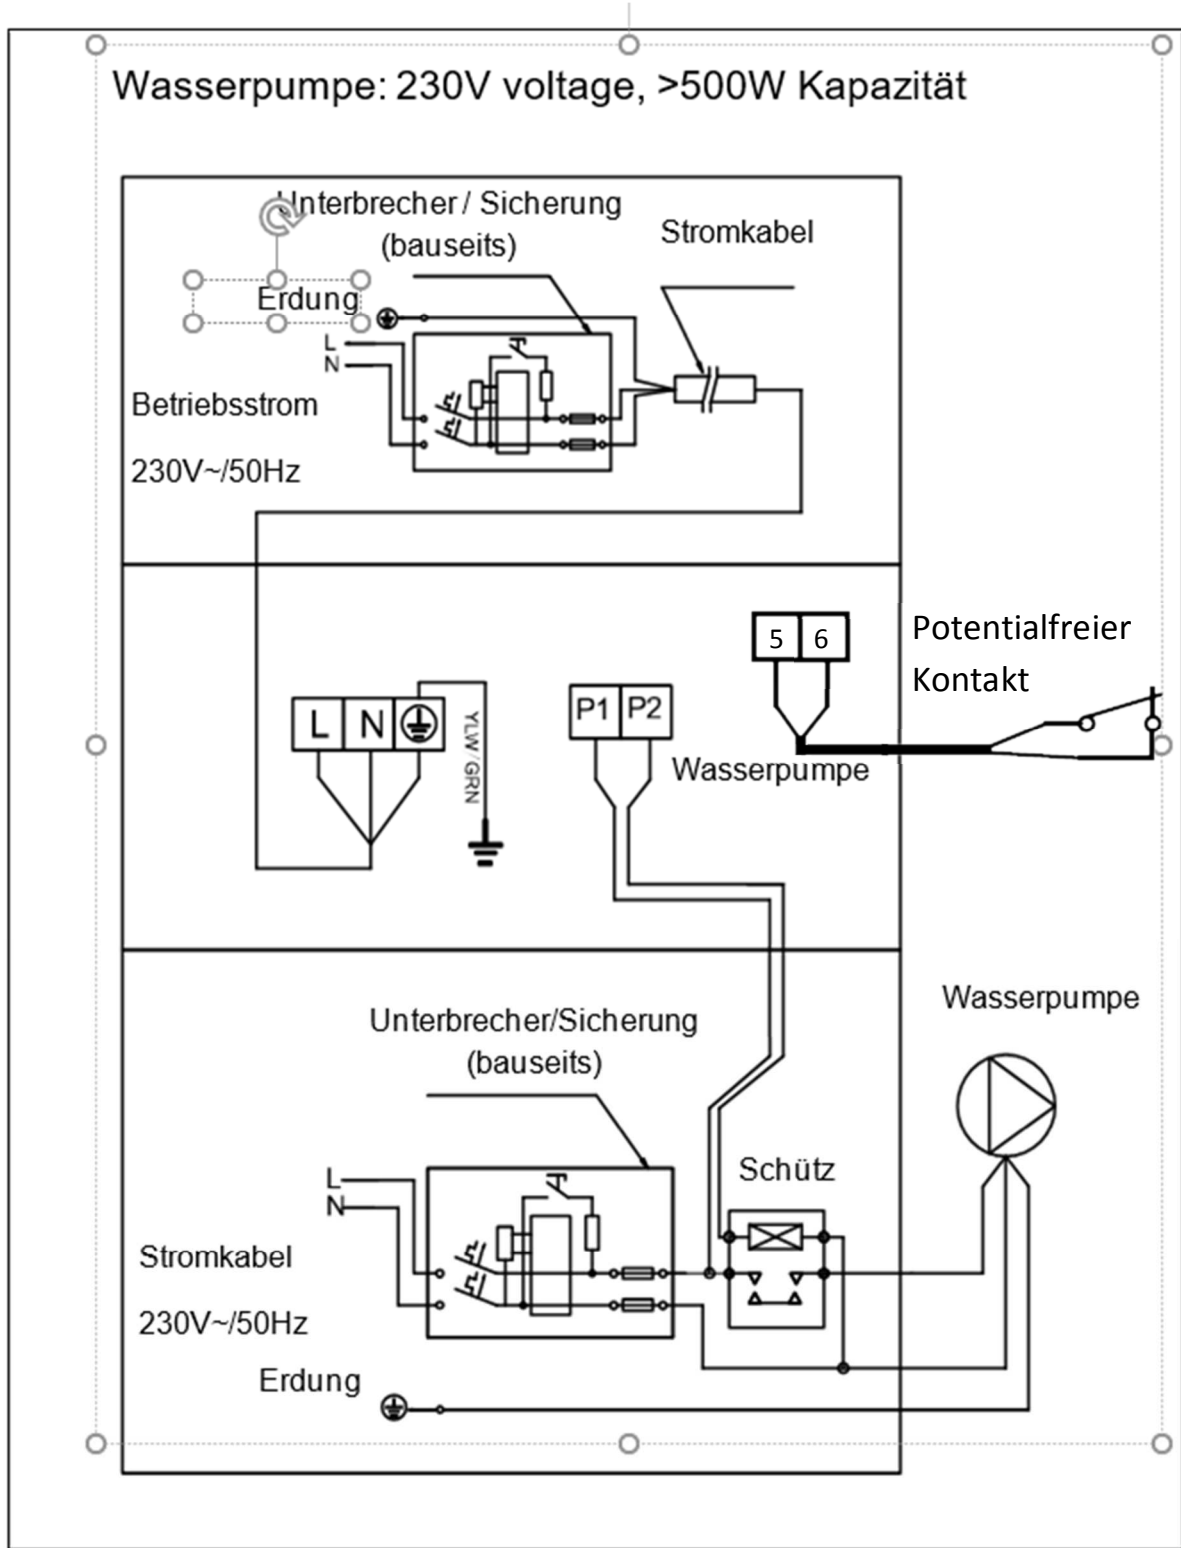 Wasserpumpe: 230V voltage, >500W Kapazität
Unterbrecher / Sicherung
(bauseits)
Stromkabel
Erdung
L
N
Betriebsstrom
230V~/50Hz
5 6
Potentialfreier
Kontakt
L N
YLW/GRN
P1 P2
Wasserpumpe
Wasserpumpe
Unterbrecher/Sicherung
(bauseits)
Schütz
L
N
Stromkabel
230V~/50Hz
Erdung